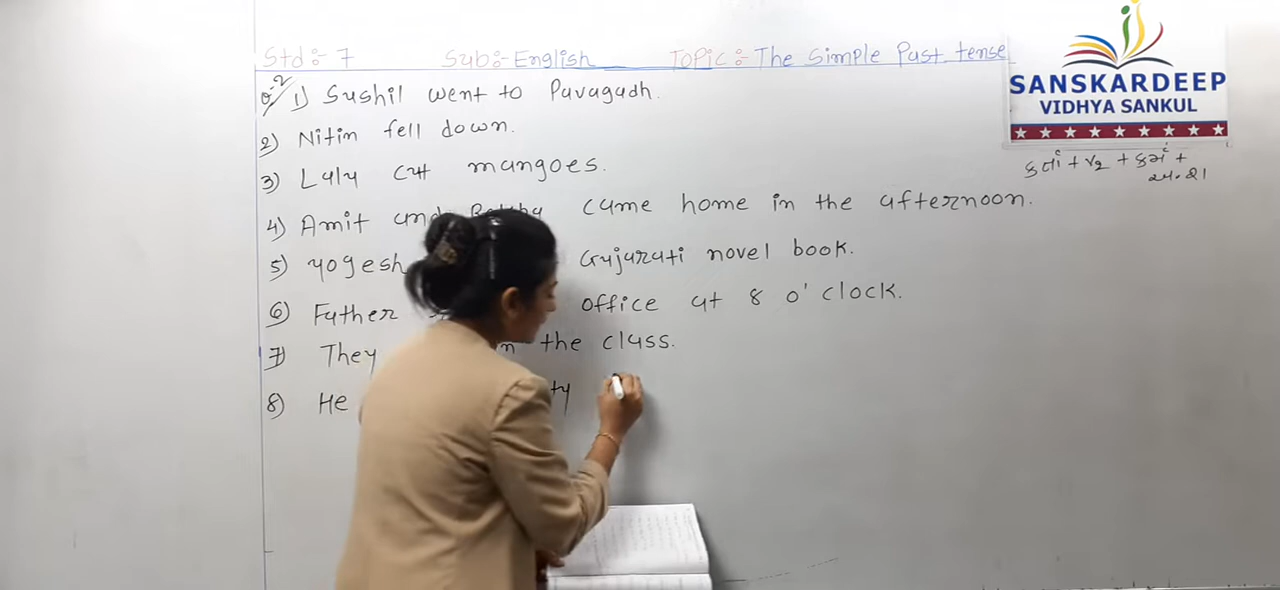 Std:- 7 Sub:- English Topic :- The Simple Past tense
SANSKARDEEP
VIDHYA SANKUL
Q-2 1) Sushil went to Pavagadh.
2) Nitin fell down.
3) Lyly cut mangoes.
કર્તા + V2 + કર્મ +
અ.શ.
4) Amit and came home in the afternoon.
5) yogesh Gujarati novel book.
6) Father office at 8 o'clock.
7) They the class.
8) He